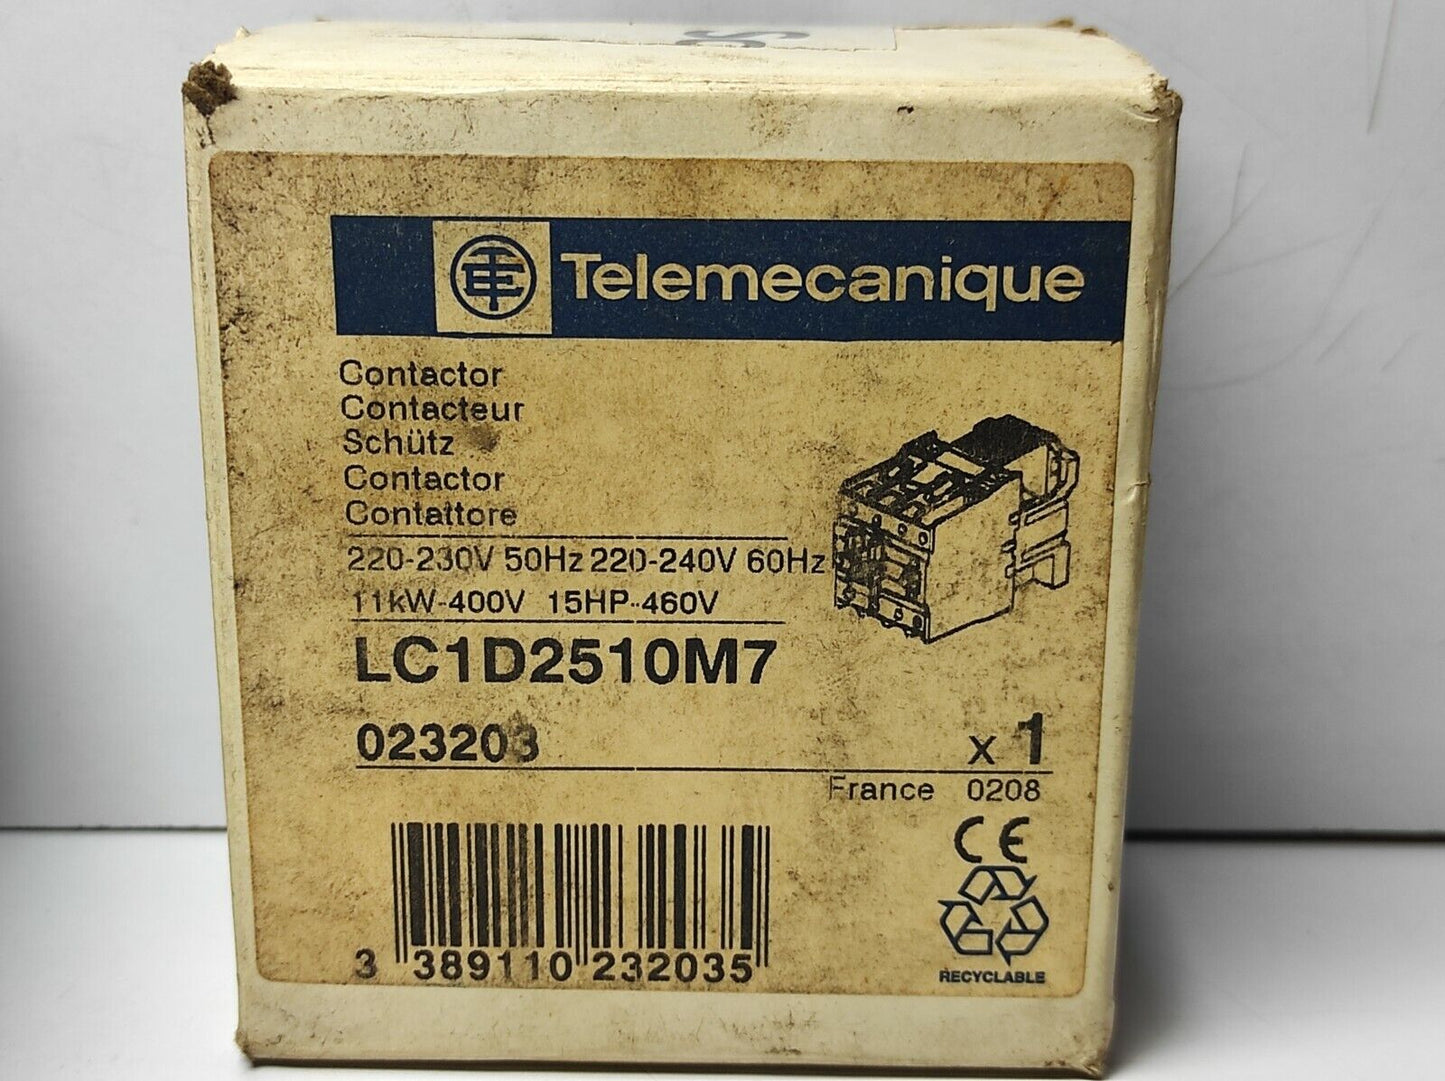 Telemecanique
Contactor
Contacteur
Schütz
Contactor
Contattore
220-230V 50Hz 220-240V 60Hz
11kW-400V 15HP-460V
LC1D2510M7
023203
x 1
France 0208
CE
3 389110 232035
RECYCLABLE